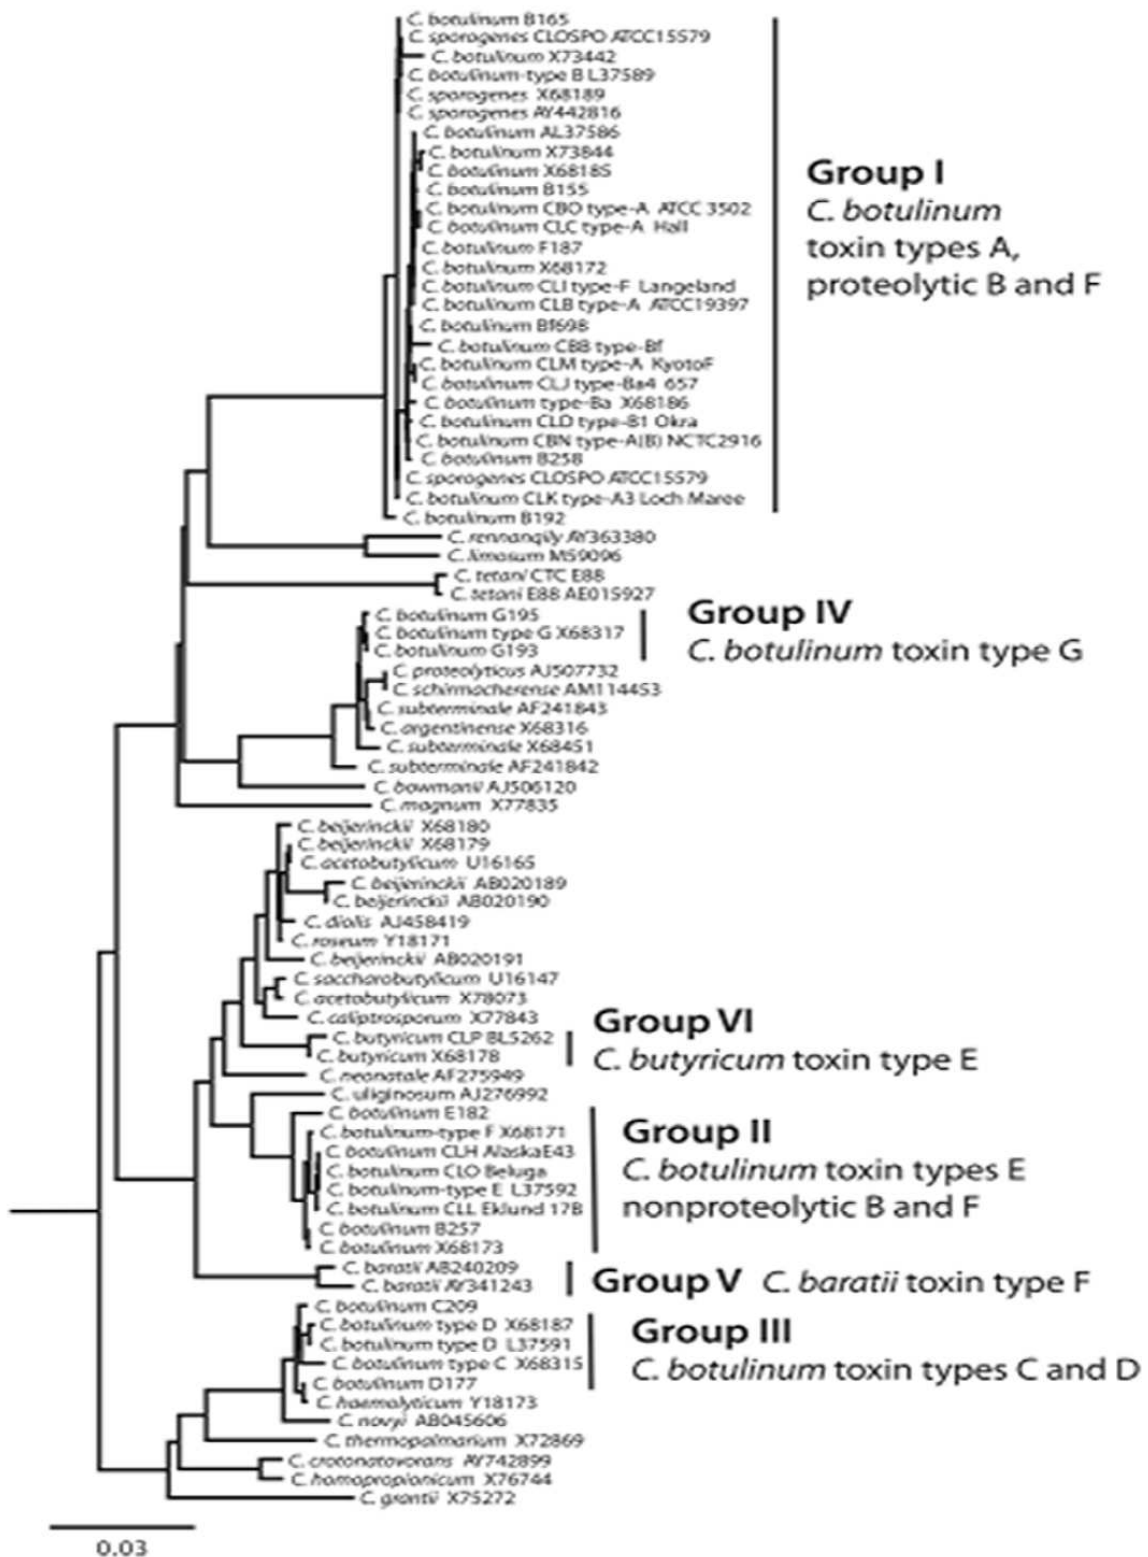 C. botulinum B165
C. sporogenes CLOSPO ATCC15579
C. botulinum X73442
C. botulinum-type B L37589
C. sporogenes X68189
C. sporogenes AY442816
C. botulinum AL37586
C. botulinum X73844
C. botulinum X68185
C. botulinum B155
C. botulinum CBO type-A ATCC 3502
C. botulinum CLC type-A Hall
C. botulinum F187
C. botulinum X68172
C. botulinum CLI type-F Langeland
C. botulinum CLB type-A ATCC19397
C. botulinum Bf698
C. botulinum CBB type-Bf
C. botulinum CLM type-A KyotoF
C. botulinum CLJ type-Ba4 657
C. botulinum type-Ba X68186
C. botulinum CLD type-B1 Okra
C. botulinum CBN type-A(B) NCTC2916
C. botulinum B258
C. sporogenes CLOSPO ATCC15579
C. botulinum CLK type-A3 Loch Maree
C. botulinum B192
Group I
C. botulinum
toxin types A,
proteolytic B and F
C. rennanqily AY363380
C. limosum M59096
C. tetani CTC E88
C. tetani E88 AE015927
C. botulinum G195
C. botulinum type G X68317
C. botulinum G193
Group IV
C. botulinum toxin type G
C. proteolyticus AJ507732
C. schirmacherense AM114453
C. subterminale AF241843
C. argentinense X68316
C. subterminale X68451
C. subterminale AF241842
C. bowmanii AJ506120
C. magnum X77835
C. beijerinckii X68180
C. beijerinckii X68179
C. acetobutylicum U16165
C. beijerinckii AB020189
C. beijerinckii AB020190
C. diolis AJ458419
C. roseum Y18171
C. beijerinckii AB020191
C. saccharobutylicum U16147
C. acetobutylicum X78073
C. caliptrosporum X77843
C. butyricum CLP BL5262
C. butyricum X68178
Group VI
C. butyricum toxin type E
C. neonatale AF275949
C. uliginosum AJ276992
C. botulinum E182
C. botulinum-type F X68171
C. botulinum CLH AlaskaE43
C. botulinum CLO Beluga
C. botulinum-type E L37592
C. botulinum CLL Eklund 17B
C. botulinum B257
C. botulinum X68173
Group II
C. botulinum toxin types E
nonproteolytic B and F
C. baratii AB240209
C. baratii AY341243
Group V C. baratii toxin type F
C. botulinum C209
C. botulinum type D X68187
C. botulinum type D L37591
C. botulinum type C X68315
C. botulinum D177
Group III
C. botulinum toxin types C and D
C. haemolyticum Y18173
C. novyi AB045606
C. thermopalmarium X72869
C. crotonatovorans AY742899
C. homopropionicum X76744
C. grantii X75272
0.03